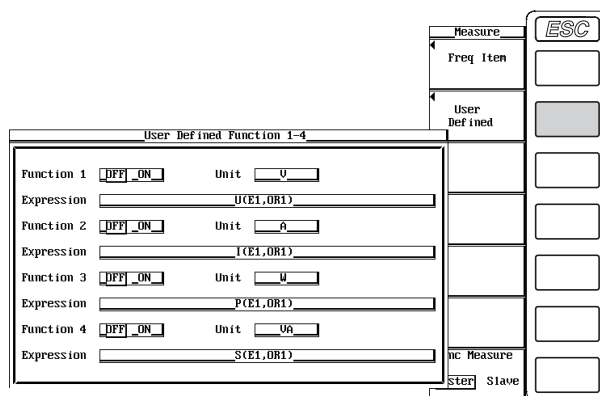 Measure
ESC
Freq Item
User
Defined
User Defined Function 1-4
Function 1 OFF ON Unit V
Expression U(E1,OR1)
Function 2 OFF ON Unit A
Expression I(E1,OR1)
Function 3 OFF ON Unit W
Expression P(E1,OR1)
Function 4 OFF ON Unit VA
Expression S(E1,OR1)
nc Measure
ster Slave